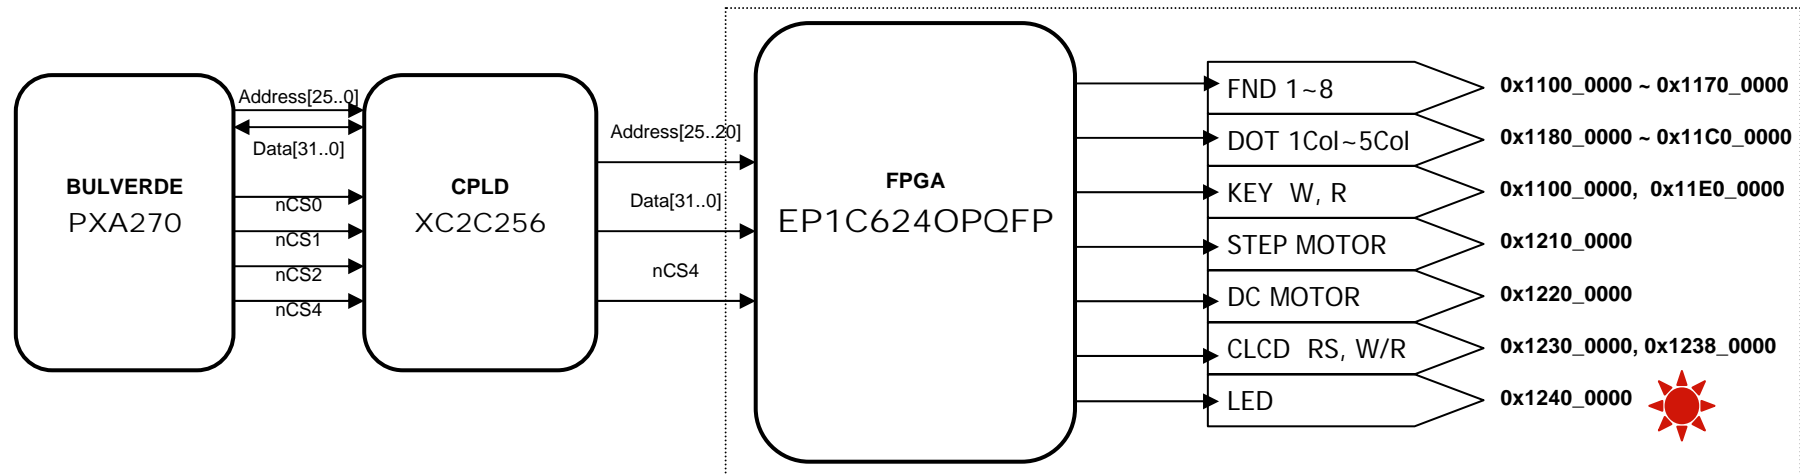 BULVERDE
PXA270
Address[25..0]
Data[31..0]
nCS0
nCS1
nCS2
nCS4
CPLD
XC2C256
Address[25..20]
Data[31..0]
nCS4
FPGA
EP1C624OPQFP
FND 1~8
0x1100_0000 ~ 0x1170_0000
DOT 1Col~5Col
0x1180_0000 ~ 0x11C0_0000
KEY W, R
0x1100_0000, 0x11E0_0000
STEP MOTOR
0x1210_0000
DC MOTOR
0x1220_0000
CLCD RS, W/R
0x1230_0000, 0x1238_0000
LED
0x1240_0000